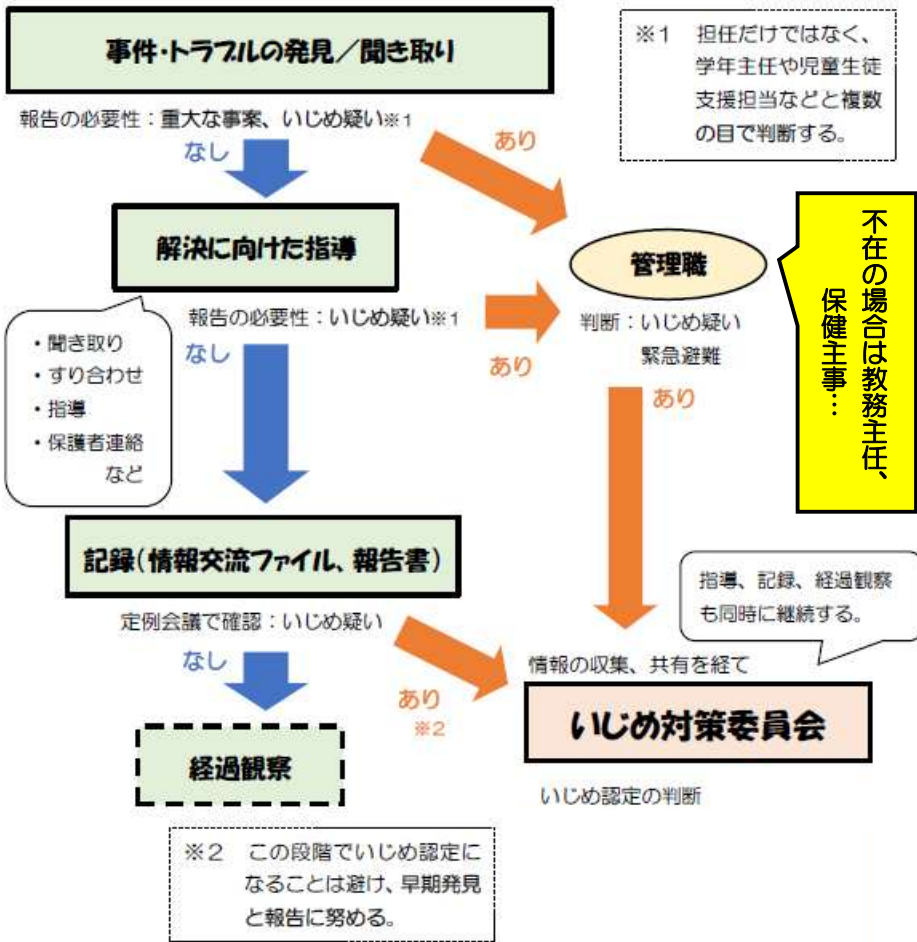 事件・トラブルの発見／聞き取り
※1　担任だけではなく、
学年主任や児童生徒
支援担当などと複数
の目で判断する。
報告の必要性：重大な事案、いじめ疑い※1
なし
あり
解決に向けた指導
管理職
不在の場合は教務主任、
保健主事…
・聞き取り
・すり合わせ
・指導
・保護者連絡
など
報告の必要性：いじめ疑い※1
なし
あり
判断：いじめ疑い
緊急避難
あり
記録（情報交流ファイル、報告書）
指導、記録、経過観察
も同時に継続する。
定例会議で確認：いじめ疑い
なし
あり
※2
情報の収集、共有を経て
いじめ対策委員会
経過観察
いじめ認定の判断
※2　この段階でいじめ認定に
なることは避け、早期発見
と報告に努める。